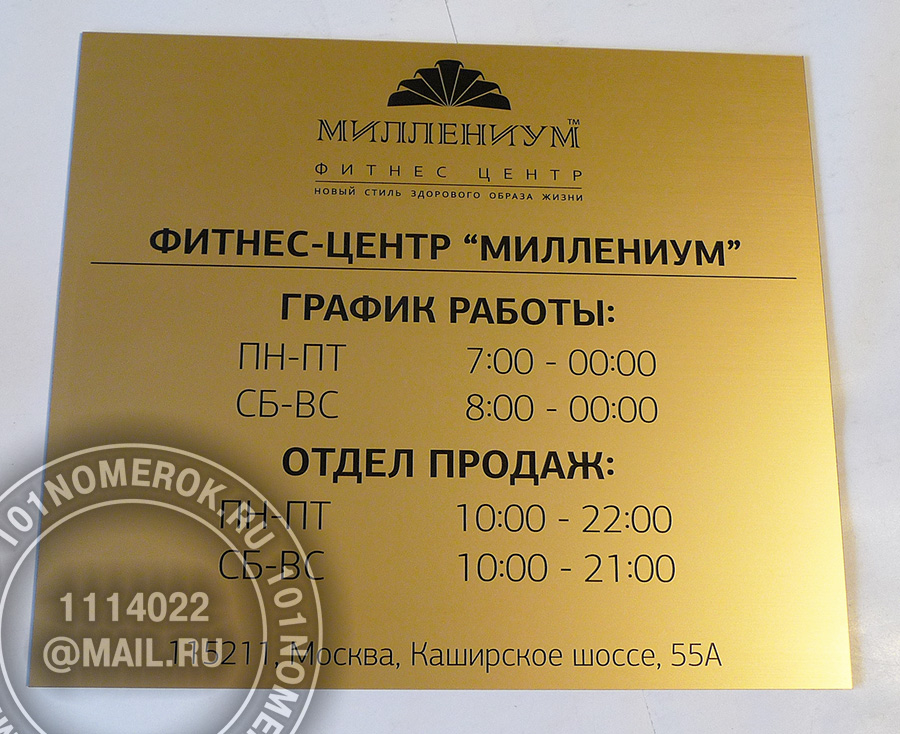 МИЛЛЕНИУМ™
ФИТНЕС ЦЕНТР
НОВЫЙ СТИЛЬ ЗДОРОВОГО ОБРАЗА ЖИЗНИ
ФИТНЕС-ЦЕНТР “МИЛЛЕНИУМ”
ГРАФИК РАБОТЫ:
ПН-ПТ 7:00 - 00:00
СБ-ВС 8:00 - 00:00
ОТДЕЛ ПРОДАЖ:
ПН-ПТ 10:00 - 22:00
СБ-ВС 10:00 - 21:00
115211, Москва, Каширское шоссе, 55А
101NOMEROK.RU 101NOMEROK
1114022
@MAIL.RU